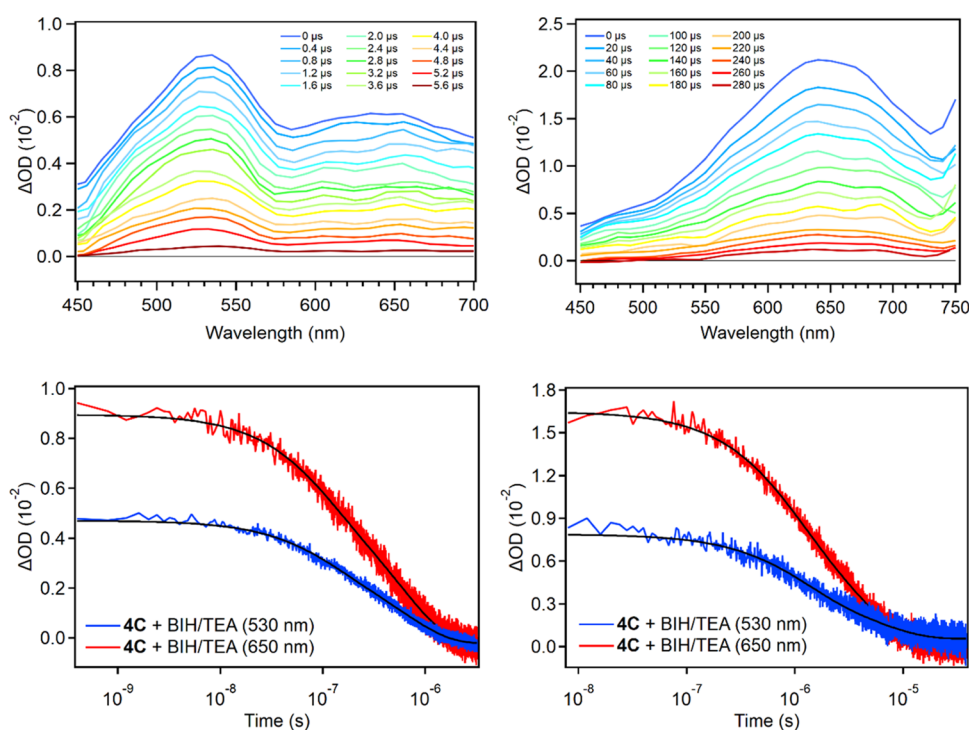 1.0
0.8
0.6
0.4
0.2
0.0
ΔOD (10⁻²)
0 μs 2.0 μs 4.0 μs
0.4 μs 2.4 μs 4.4 μs
0.8 μs 2.8 μs 4.8 μs
1.2 μs 3.2 μs 5.2 μs
1.6 μs 3.6 μs 5.6 μs
450 500 550 600 650 700
Wavelength (nm)
2.5
2.0
1.5
1.0
0.5
0.0
ΔOD (10⁻²)
0 μs 100 μs 200 μs
20 μs 120 μs 220 μs
40 μs 140 μs 240 μs
60 μs 160 μs 260 μs
80 μs 180 μs 280 μs
450 500 550 600 650 700 750
Wavelength (nm)
1.0
0.8
0.6
0.4
0.2
0.0
ΔOD (10⁻²)
4C + BIH/TEA (530 nm)
4C + BIH/TEA (650 nm)
10⁻⁹ 10⁻⁸ 10⁻⁷ 10⁻⁶
Time (s)
1.8
1.5
1.2
0.9
0.6
0.3
0.0
ΔOD (10⁻²)
4C + BIH/TEA (530 nm)
4C + BIH/TEA (650 nm)
10⁻⁸ 10⁻⁷ 10⁻⁶ 10⁻⁵
Time (s)